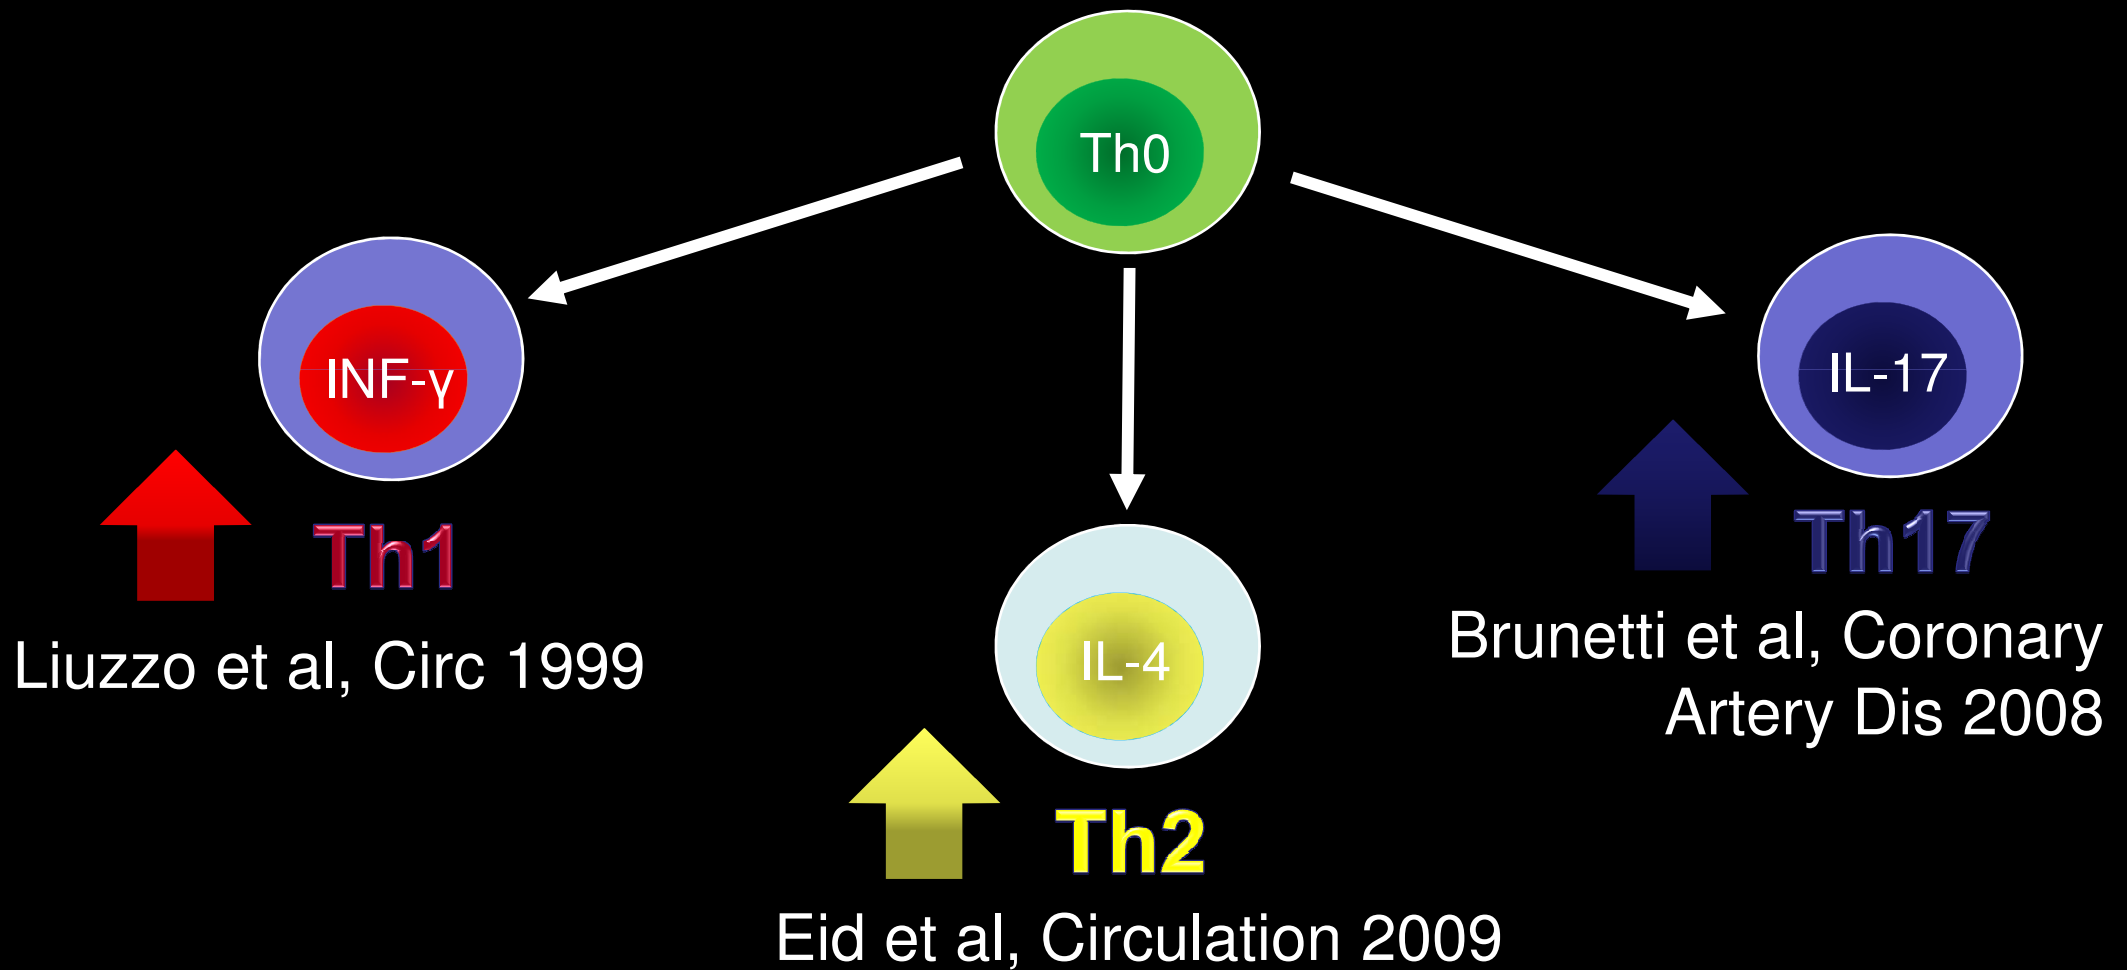 Th0
INF-γ
IL-17
Th1
Th17
Liuzzo et al, Circ 1999
Brunetti et al, Coronary
Artery Dis 2008
IL-4
Th2
Eid et al, Circulation 2009